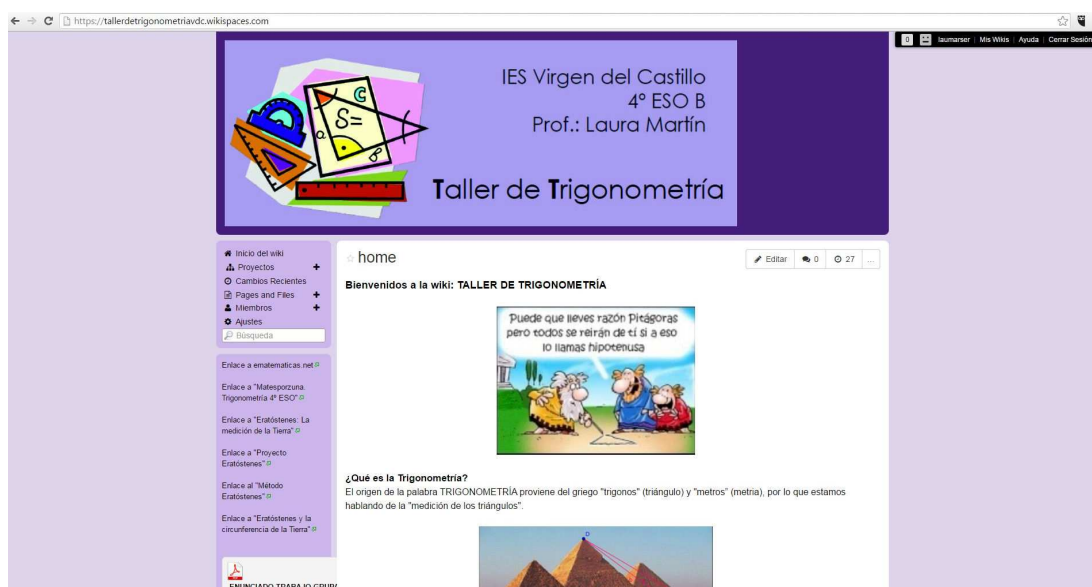 https://tallerdetrigonometriavdc.wikispaces.com
0 laumarser | Mis Wikis | Ayuda | Cerrar Sesión
IES Virgen del Castillo
4º ESO B
Prof.: Laura Martín
Taller de Trigonometría
a
C
S=
B
Inicio del wiki
Proyectos +
Cambios Recientes
Pages and Files +
Miembros +
Ajustes
Búsqueda
Enlace a ematematicas.net
Enlace a "Matesporzuna.
Trigonometría 4º ESO"
Enlace a "Eratóstenes: La
medición de la Tierra"
Enlace a "Proyecto
Eratóstenes"
Enlace al "Método
Eratóstenes"
Enlace a "Eratóstenes y la
circunferencia de la Tierra"
ENUNCIADO TRABAJO GRUPA
home
Editar 0 27 ...
Bienvenidos a la wiki: TALLER DE TRIGONOMETRÍA
Puede que lleves razón Pitágoras
pero todos se reirán de tí si a eso
lo llamas hipotenusa
¿Qué es la Trigonometría?
El origen de la palabra TRIGONOMETRÍA proviene del griego "trigonos" (triángulo) y "metros" (metria), por lo que estamos
hablando de la "medición de los triángulos".